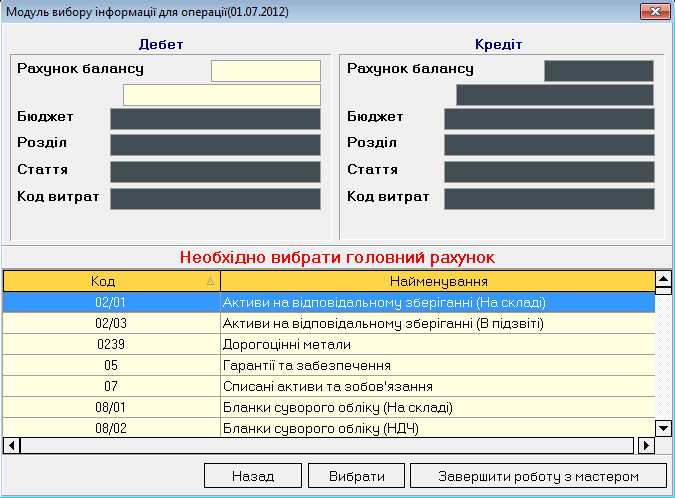 Модуль вибору інформації для операції(01.07.2012)
Дебет
Рахунок балансу
Бюджет
Розділ
Стаття
Код витрат
Кредіт
Рахунок балансу
Бюджет
Розділ
Стаття
Код витрат
Необхідно вибрати головний рахунок
Код Найменування
02/01 Активи на відповідальному зберіганні (На складі)
02/03 Активи на відповідальному зберіганні (В підзвіті)
0239 Дорогоцінні метали
05 Гарантії та забезпечення
07 Списані активи та зобов'язання
08/01 Бланки суворого обліку (На складі)
08/02 Бланки суворого обліку (НДЧ)
Назад Вибрати Завершити роботу з мастером